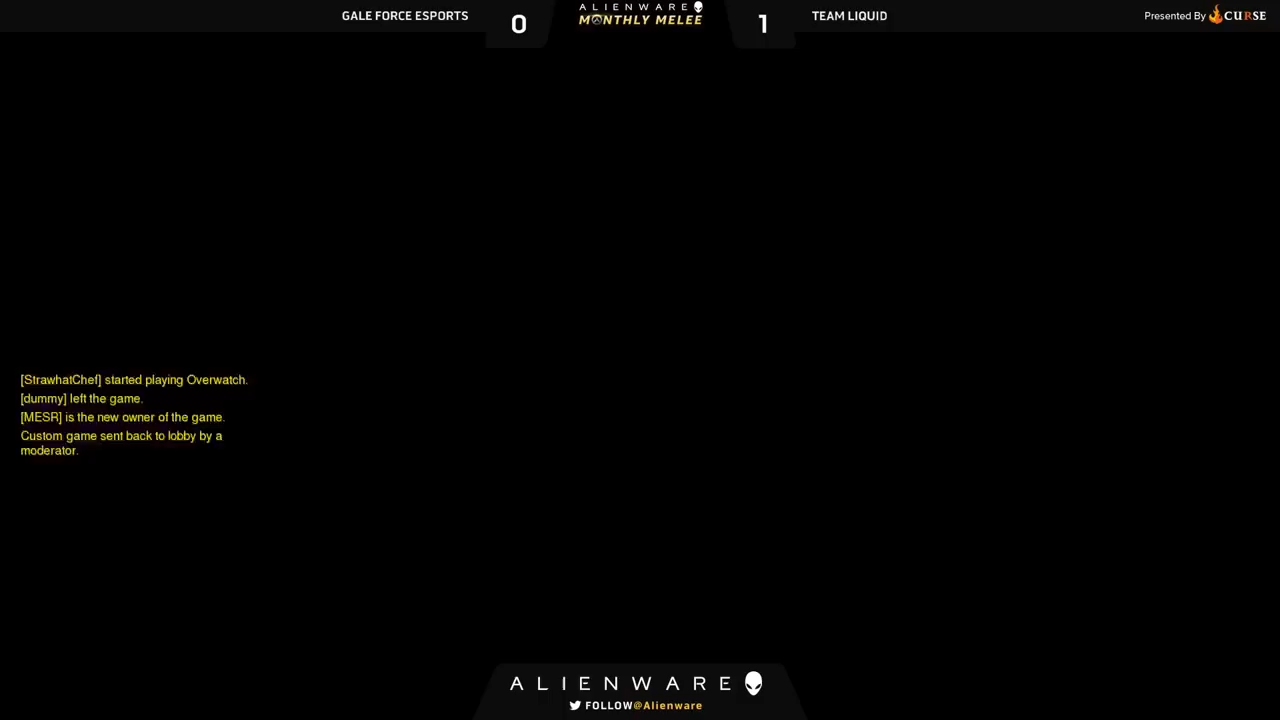 GALE FORCE ESPORTS
0
ALIENWARE
MONTHLY MELEE
1
TEAM LIQUID
Presented By CURSE
[StrawhatChef] started playing Overwatch.
[dummy] left the game.
[MESR] is the new owner of the game.
Custom game sent back to lobby by a
moderator.
ALIENWARE
FOLLOW@Alienware